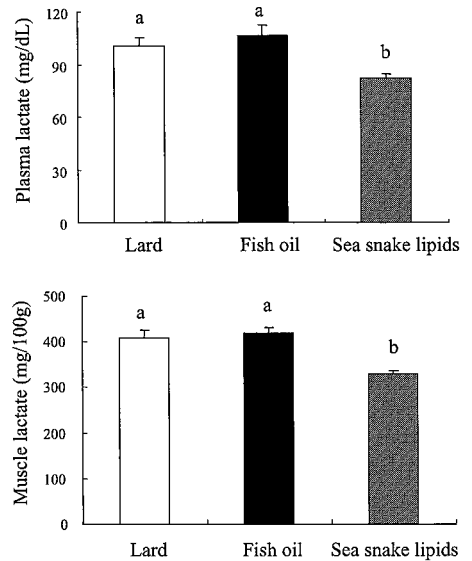 Plasma lactate (mg/dL)
120
90
60
30
0
a
a
b
Lard Fish oil Sea snake lipids
Muscle lactate (mg/100g)
500
400
300
200
100
0
a
a
b
Lard Fish oil Sea snake lipids